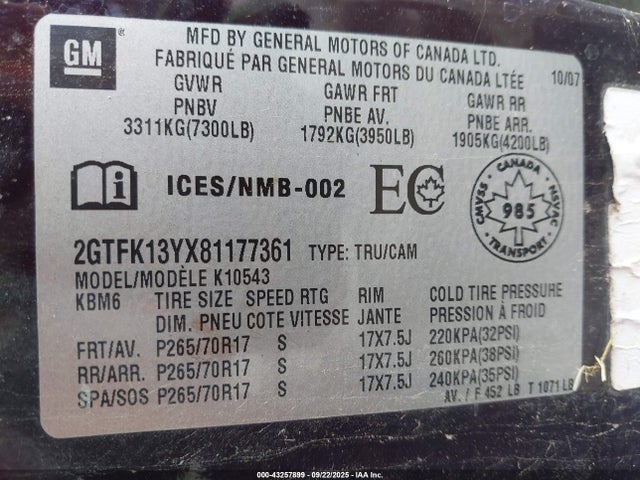 GM
MFD BY GENERAL MOTORS OF CANADA LTD.
FABRIQUÉ PAR GENERAL MOTORS DU CANADA LTÉE
10/07
GVWR GAWR FRT GAWR RR
PNBV PNBE AV. PNBE ARR.
3311KG(7300LB) 1792KG(3950LB) 1905KG(4200LB)
i ICES/NMB-002 EC
CANADA
CMVSS 985 NSVAC
TRANSPORT
2GTFK13YX81177361 TYPE: TRU/CAM
MODEL/MODÈLE K10543
KBM6 TIRE SIZE SPEED RTG RIM COLD TIRE PRESSURE
DIM. PNEU COTE VITESSE JANTE PRESSION À FROID
FRT/AV. P265/70R17 S 17X7.5J 220KPA(32PSI)
RR/ARR. P265/70R17 S 17X7.5J 260KPA(38PSI)
SPA/SOS P265/70R17 S 17X7.5J 240KPA(35PSI)
AV. / F 452 LB T 1071 LB
000-43257899 - 09/22/2025 - IAA.